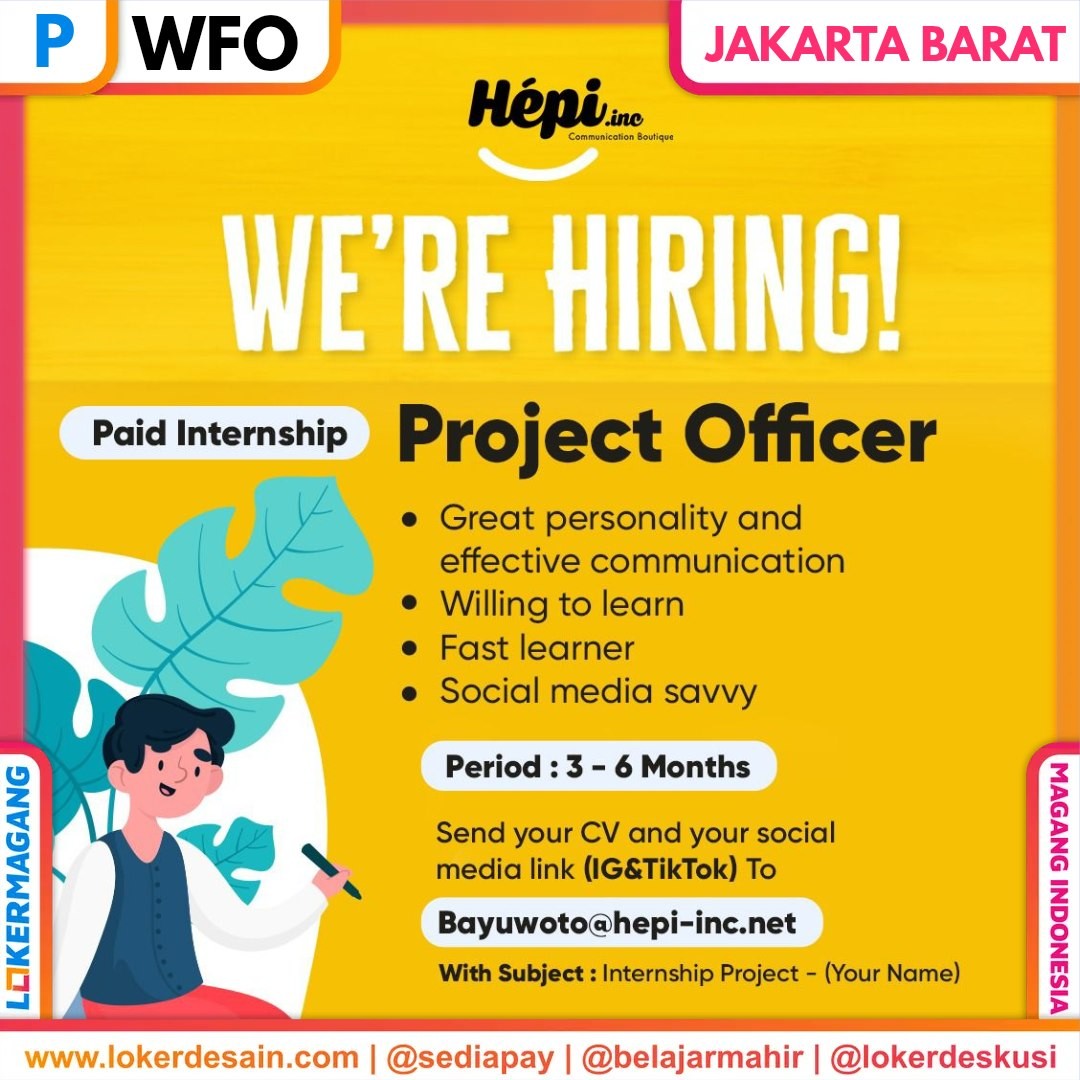 P
WFO
JAKARTA BARAT
Hépi.inc
Communication Boutique
WE'RE HIRING!
Paid Internship
Project Officer
• Great personality and
effective communication
• Willing to learn
• Fast learner
• Social media savvy
Period : 3 - 6 Months
Send your CV and your social
media link (IG&TikTok) To
Bayuwoto@hepi-inc.net
With Subject : Internship Project - (Your Name)
LOKERMAGANG
MAGANG INDONESIA
www.lokerdesain.com | @sediapay | @belajarmahir | @lokerdeskusi